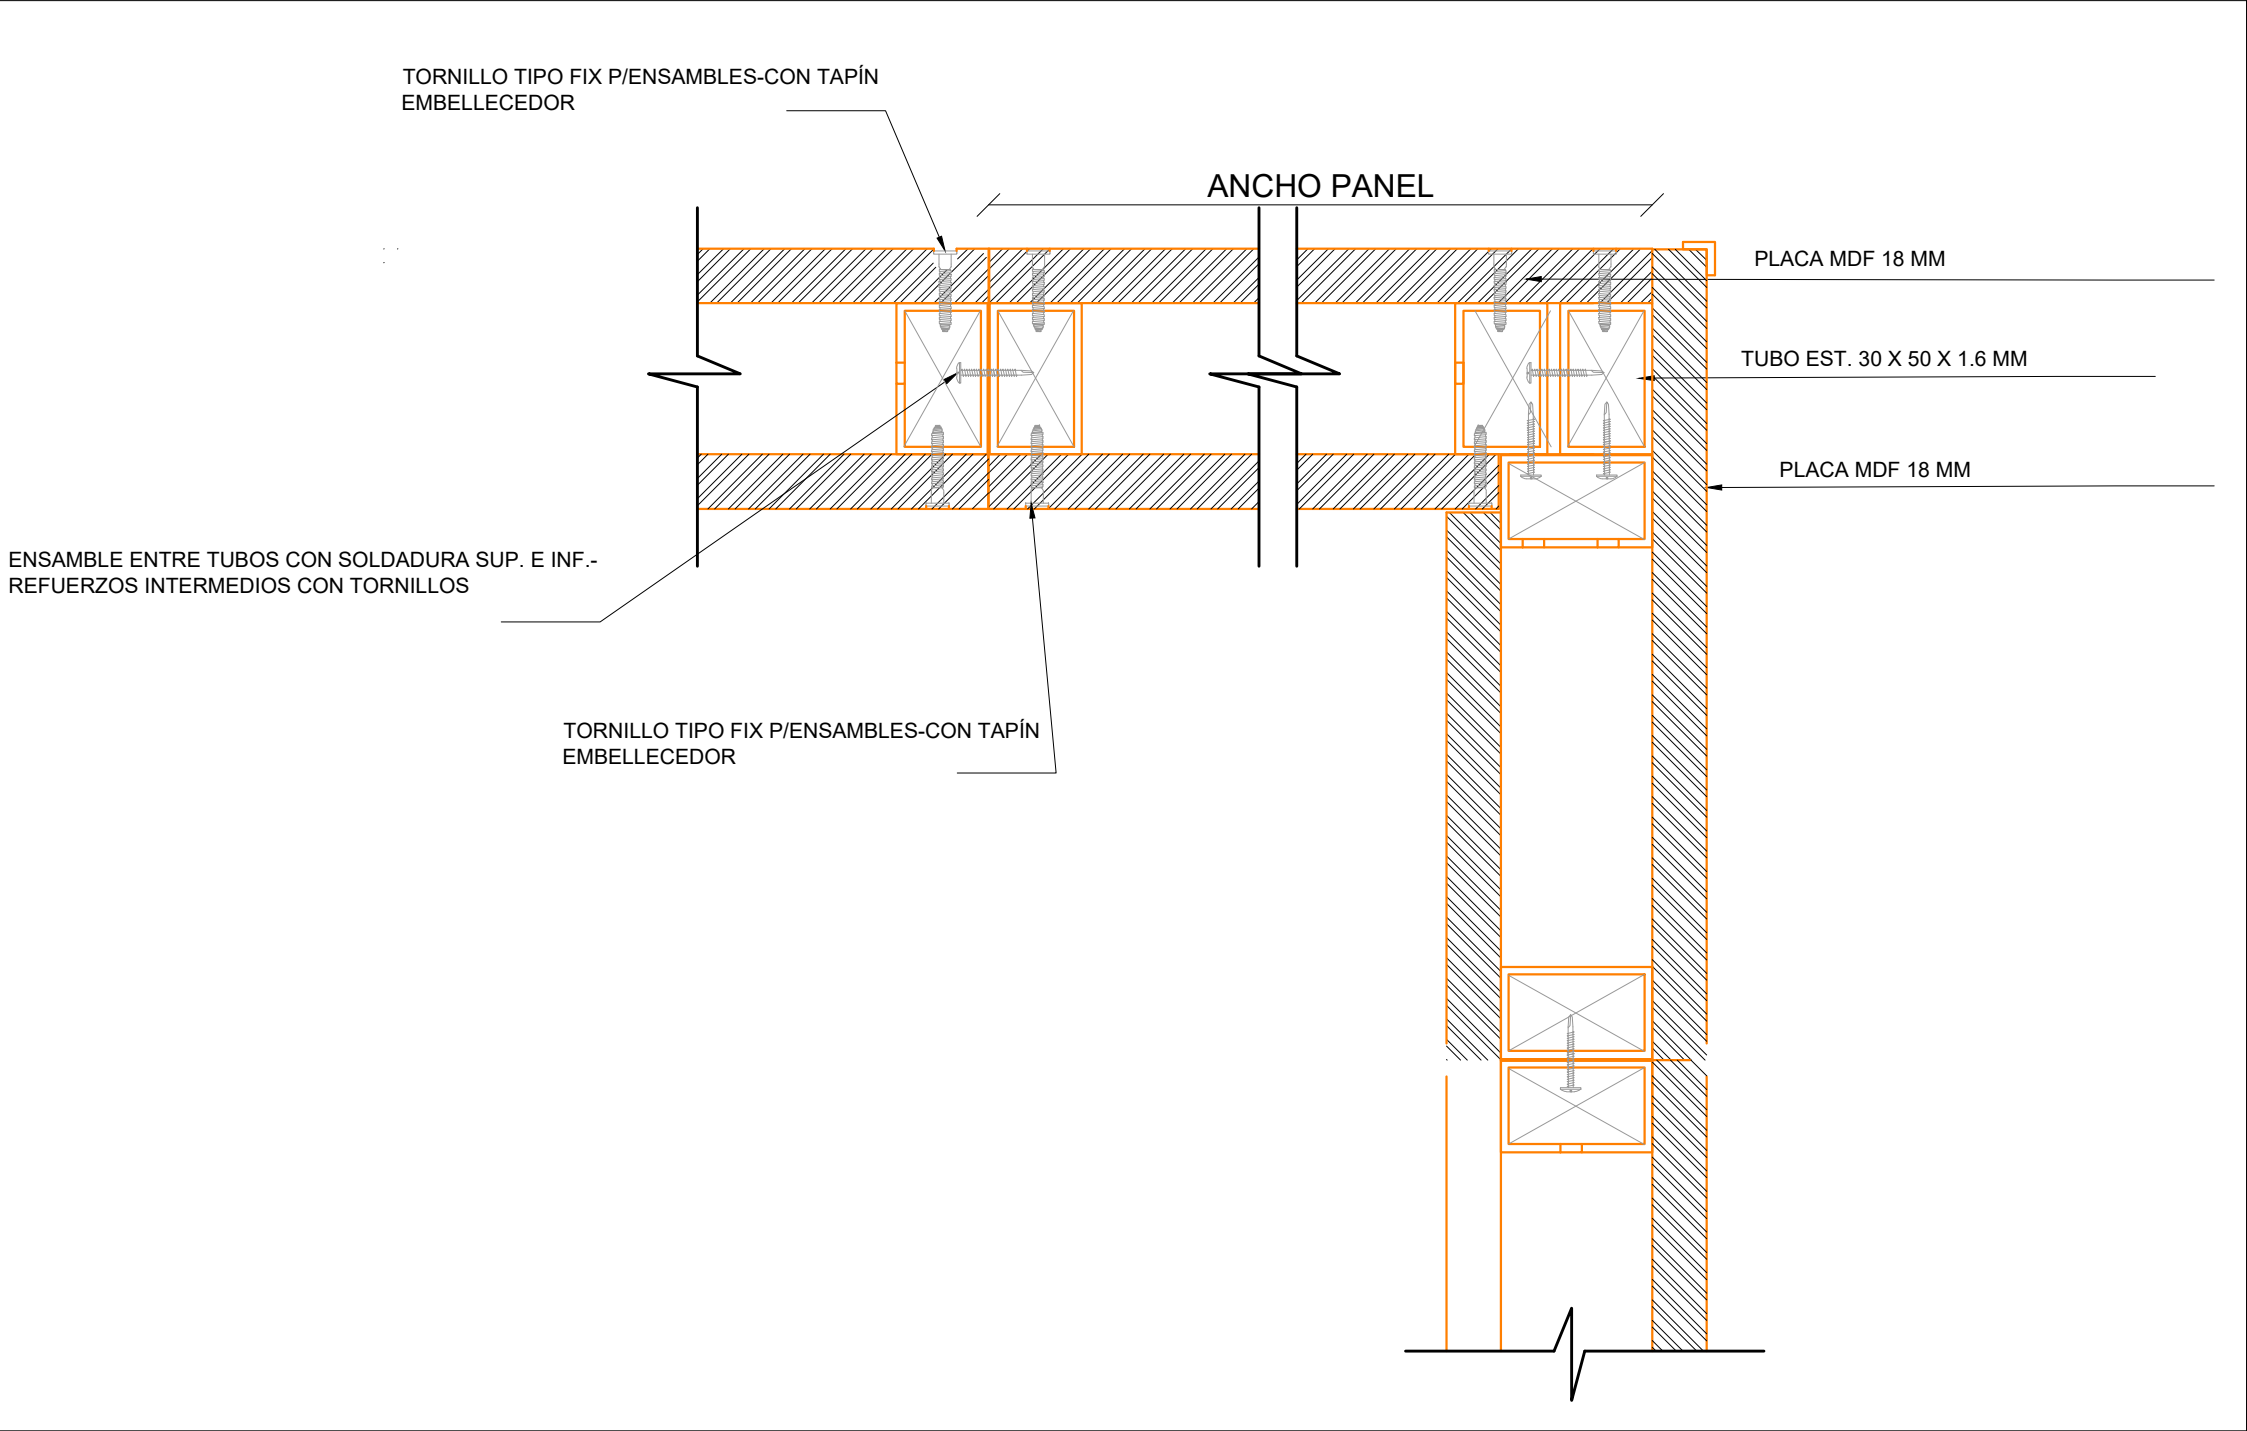 TORNILLO TIPO FIX P/ENSAMBLES-CON TAPÍN
EMBELLECEDOR
ANCHO PANEL
PLACA MDF 18 MM
TUBO EST. 30 X 50 X 1.6 MM
PLACA MDF 18 MM
ENSAMBLE ENTRE TUBOS CON SOLDADURA SUP. E INF.-
REFUERZOS INTERMEDIOS CON TORNILLOS
TORNILLO TIPO FIX P/ENSAMBLES-CON TAPÍN
EMBELLECEDOR